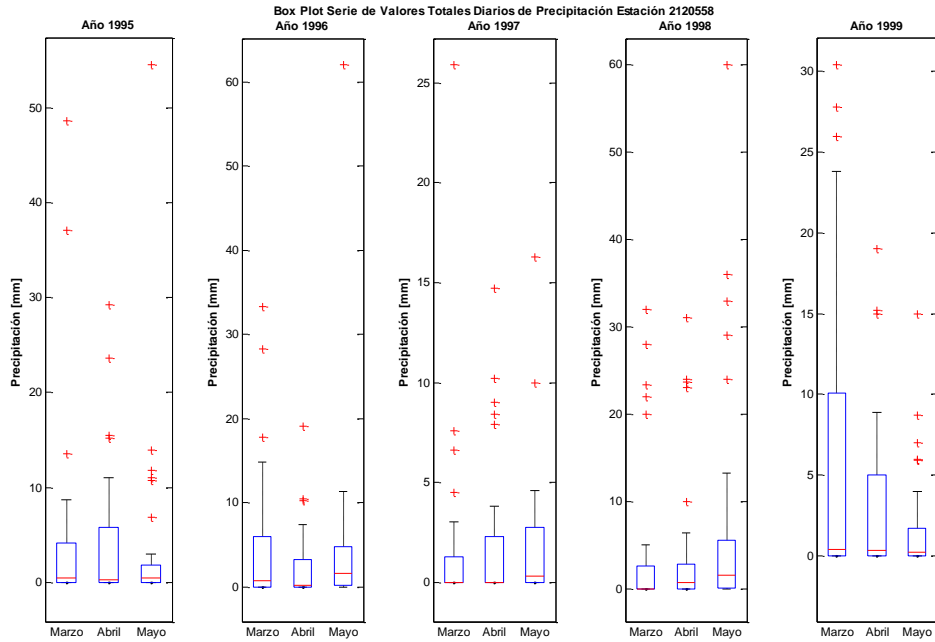 Box Plot Serie de Valores Totales Diarios de Precipitación Estación 2120558
Año 1995
Precipitación [mm]
50
40
30
20
10
0
Marzo Abril Mayo
Año 1996
Precipitación [mm]
60
50
40
30
20
10
0
Marzo Abril Mayo
Año 1997
Precipitación [mm]
25
20
15
10
5
0
Marzo Abril Mayo
Año 1998
Precipitación [mm]
60
50
40
30
20
10
0
Marzo Abril Mayo
Año 1999
Precipitación [mm]
30
25
20
15
10
5
0
Marzo Abril Mayo